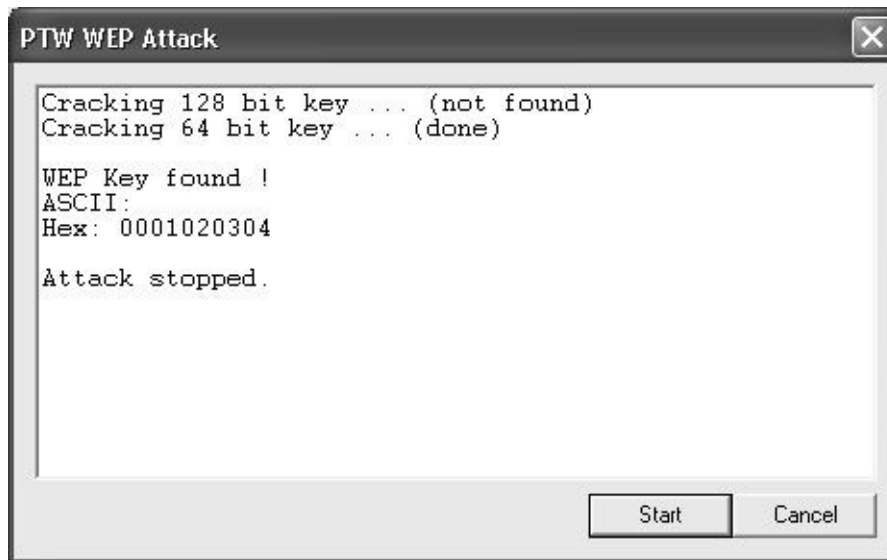 PTW WEP Attack
Cracking 128 bit key ... (not found)
Cracking 64 bit key ... (done)
WEP Key found !
ASCII:
Hex: 0001020304
Attack stopped.
Start Cancel